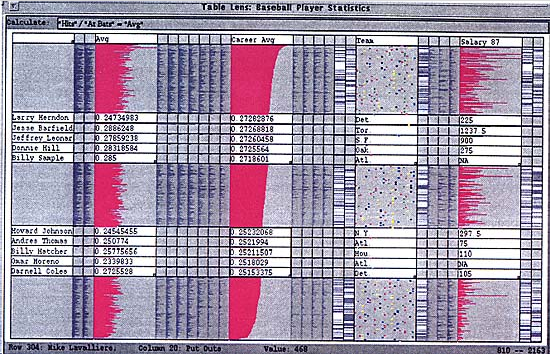 Table Lens: Baseball Player Statistics
Calculate: "Hits" / "At Bats" = "Avg"
Avg Career Avg Team Salary 87
Larry Herndon 0.24734983 0.27282876 Det 225
Jesse Barfield 0.2886248 0.27268818 Tor 1237.5
Jeffrey Leonar 0.27859238 0.27260458 S F 900
Donnie Hill 0.28318584 0.2725564 Oak 275
Billy Sample 0.285 0.2718601 Atl NA
Howard Johnson 0.24545455 0.25232068 N Y 297.5
Andres Thomas 0.250774 0.2521994 Atl 75
Billy Hatcher 0.25775656 0.25211507 Hou 110
Omar Moreno 0.2339833 0.2518029 Atl NA
Darnell Coles 0.2725528 0.25153375 Det 105
Row 304: Mike Lavalliere, Column 20: Put Outs Value: 468 810 -- 2163